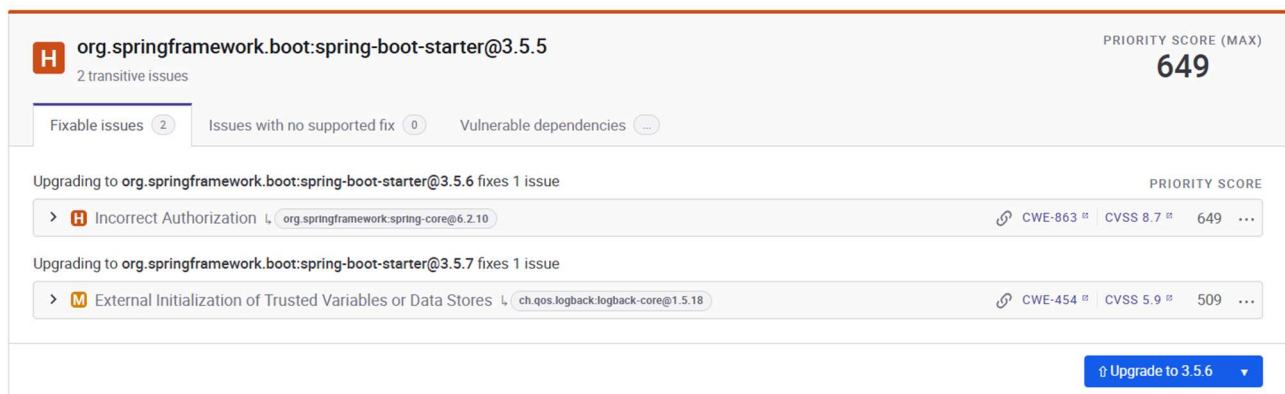 H org.springframework.boot:spring-boot-starter@3.5.5
2 transitive issues
PRIORITY SCORE (MAX)
649
Fixable issues 2 Issues with no supported fix 0 Vulnerable dependencies ...
Upgrading to org.springframework.boot:spring-boot-starter@3.5.6 fixes 1 issue
PRIORITY SCORE
H Incorrect Authorization org.springframework:spring-core@6.2.10 CWE-863 CVSS 8.7 649 ...
Upgrading to org.springframework.boot:spring-boot-starter@3.5.7 fixes 1 issue
M External Initialization of Trusted Variables or Data Stores ch.qos.logback:logback-core@1.5.18 CWE-454 CVSS 5.9 509 ...
Upgrade to 3.5.6